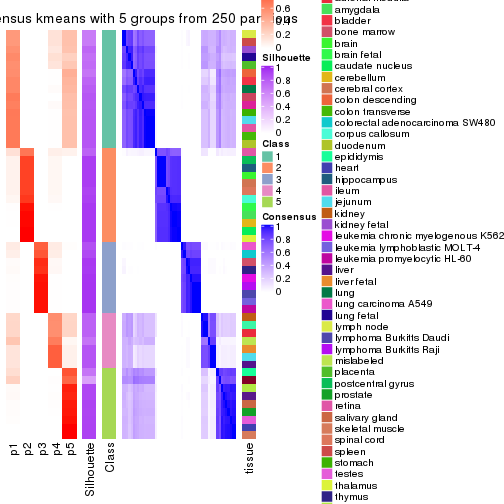 ensus kmeans with 5 groups from 250 par
0.6
0.4
0.2
0
Silhouette
1
0.8
0.6
0.4
0.2
0
Class
1
2
3
4
5
Consensus
1
0.8
0.6
0.4
0.2
0
p1
p2
p3
p4
p5
Silhouette
Class
tissue
amygdala
bladder
bone marrow
brain
brain fetal
caudate nucleus
cerebellum
cerebral cortex
colon descending
colon transverse
colorectal adenocarcinoma SW480
corpus callosum
duodenum
epididymis
heart
hippocampus
ileum
jejunum
kidney
kidney fetal
leukemia chronic myelogenous K562
leukemia lymphoblastic MOLT-4
leukemia promyelocytic HL-60
liver
liver fetal
lung
lung carcinoma A549
lung fetal
lymph node
lymphoma Burkitts Daudi
lymphoma Burkitts Raji
mislabeled
placenta
postcentral gyrus
prostate
retina
salivary gland
skeletal muscle
spinal cord
spleen
stomach
testes
thalamus
thymus